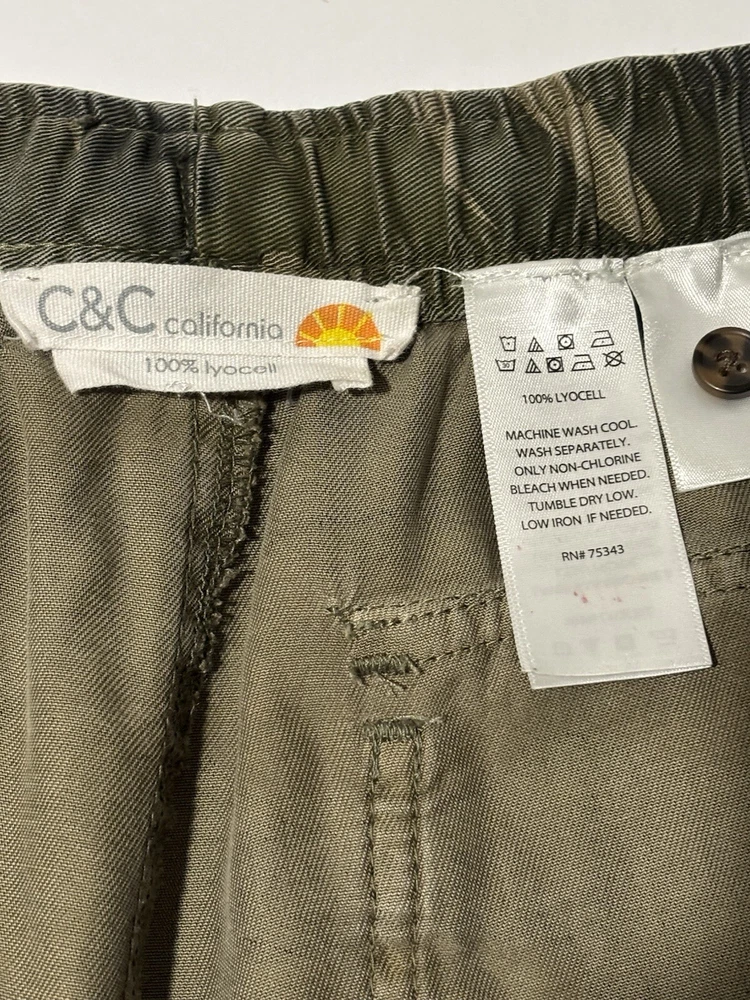 C&C california
100% lyocell
100% LYOCELL
MACHINE WASH COOL.
WASH SEPARATELY.
ONLY NON-CHLORINE
BLEACH WHEN NEEDED.
TUMBLE DRY LOW.
LOW IRON IF NEEDED.
RN# 75343